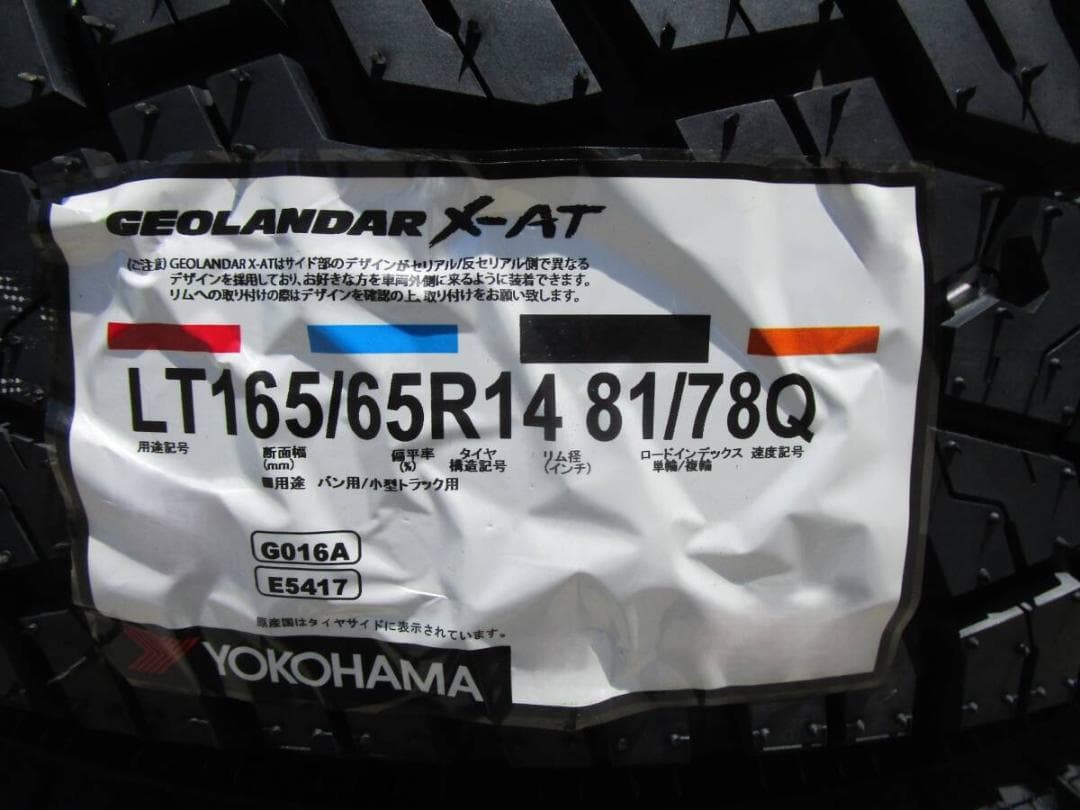 GEOLANDAR X-AT
(ご注意) GEOLANDAR X-ATはサイド部のデザインがセリアル/反セリアル側で異なる
デザインを採用しており、お好きな方を車両外側に来るように装着できます。
リムへの取り付けの際はデザインを確認の上、取り付けをお願い致します。
LT165/65R14 81/78Q
用途記号 断面幅 偏平率 タイヤ リム径 ロードインデックス 速度記号
(mm) (%) 構造記号 (インチ) 単輪/複輪
■用途 バン用/小型トラック用
G016A
E5417
原産国はタイヤサイドに表示されています。
YOKOHAMA